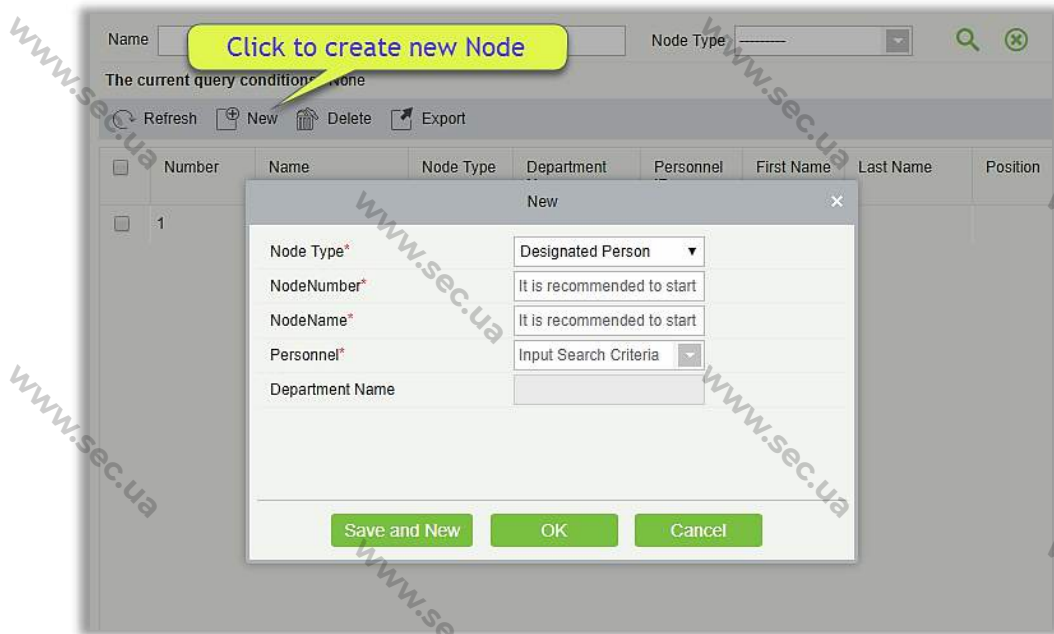 Name
Click to create new Node
Node Type ----------
The current query conditions None
Refresh New Delete Export
Number Name Node Type Department Personnel First Name Last Name Position
New
1
Node Type*
Designated Person
NodeNumber*
It is recommended to start
NodeName*
It is recommended to start
Personnel*
Input Search Criteria
Department Name
Save and New OK Cancel
www.sec.ua
www.sec.ua
www.sec.ua
www.sec.ua
www.sec.ua
www.se